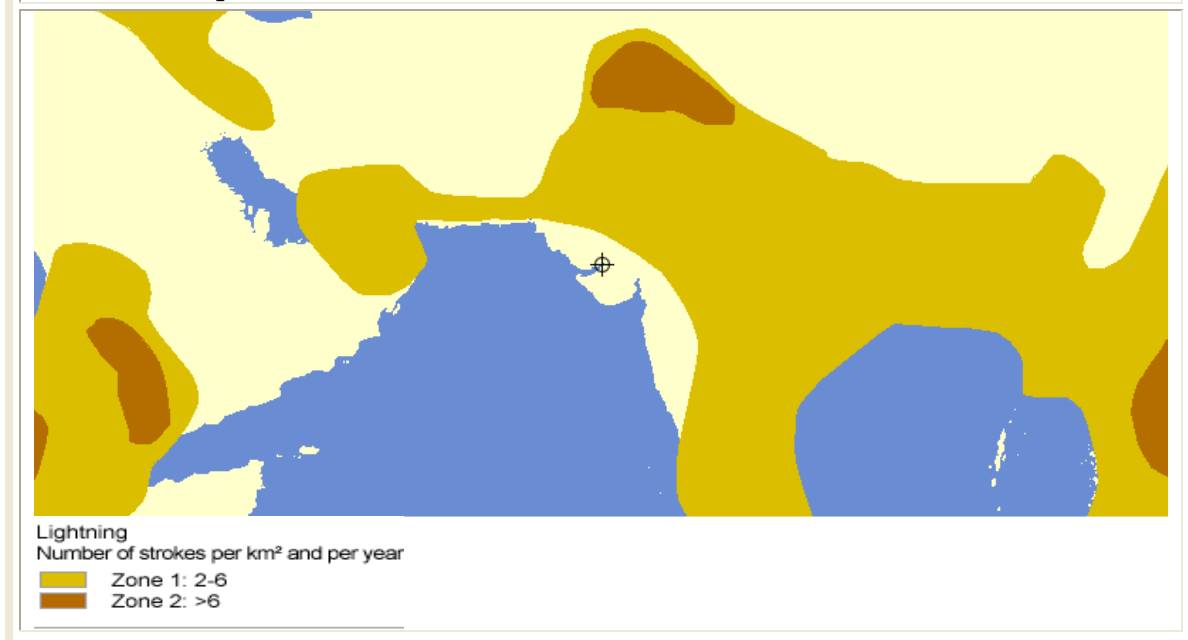 Lightning
Number of strokes per km² and per year
Zone 1: 2-6
Zone 2: >6